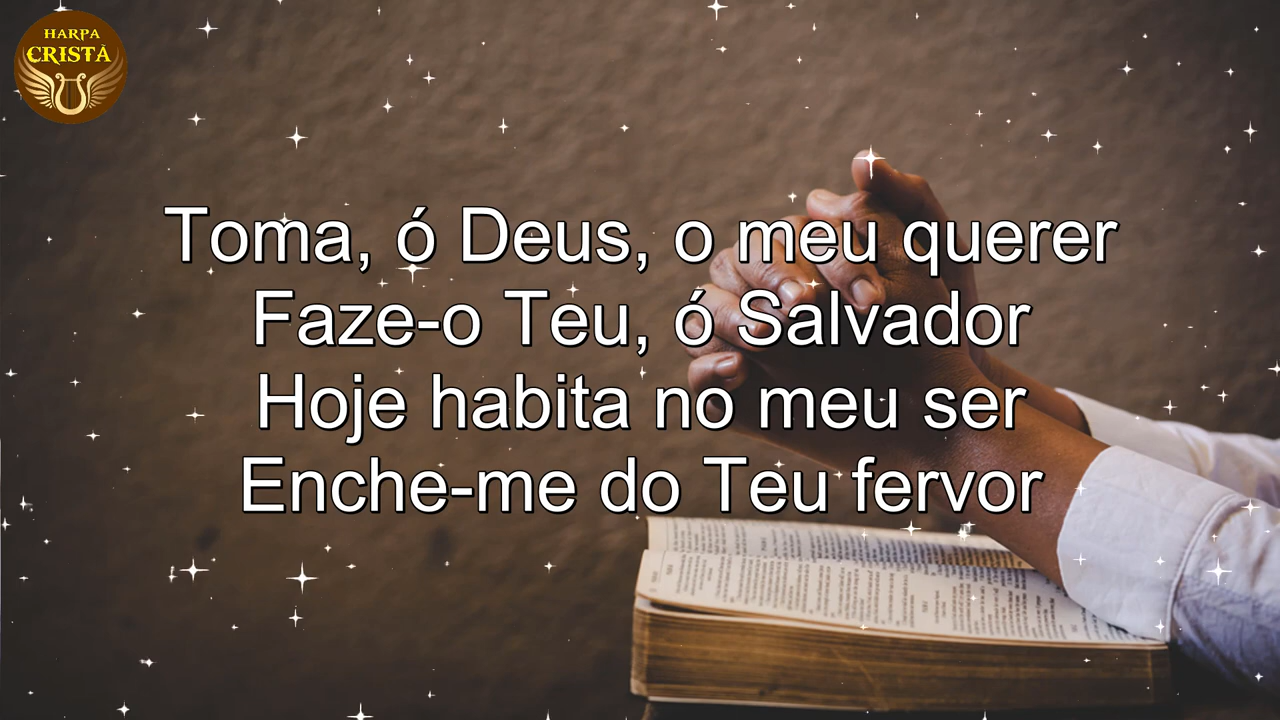 HARPA
CRISTÃ
Toma, ó Deus, o meu querer
Faze-o Teu, ó Salvador
Hoje habita no meu ser
Enche-me do Teu fervor